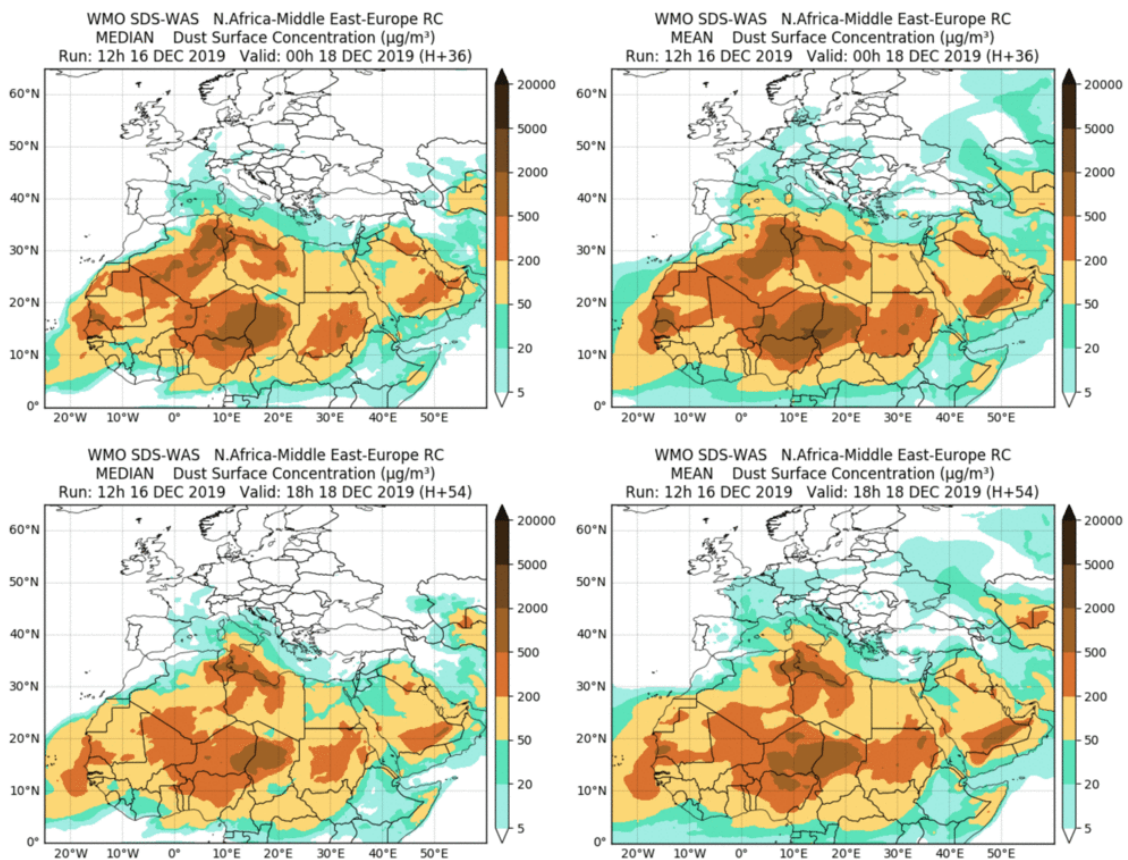 WMO SDS-WAS   N.Africa-Middle East-Europe RC
MEDIAN    Dust Surface Concentration (µg/m³)
Run: 12h 16 DEC 2019   Valid: 00h 18 DEC 2019 (H+36)
60°N
50°N
40°N
30°N
20°N
10°N
0°
20°W 10°W 0° 10°E 20°E 30°E 40°E 50°E
20000
5000
2000
500
200
50
20
5
WMO SDS-WAS   N.Africa-Middle East-Europe RC
MEAN    Dust Surface Concentration (µg/m³)
Run: 12h 16 DEC 2019   Valid: 00h 18 DEC 2019 (H+36)
60°N
50°N
40°N
30°N
20°N
10°N
0°
20°W 10°W 0° 10°E 20°E 30°E 40°E 50°E
20000
5000
2000
500
200
50
20
5
WMO SDS-WAS   N.Africa-Middle East-Europe RC
MEDIAN    Dust Surface Concentration (µg/m³)
Run: 12h 16 DEC 2019   Valid: 18h 18 DEC 2019 (H+54)
60°N
50°N
40°N
30°N
20°N
10°N
0°
20°W 10°W 0° 10°E 20°E 30°E 40°E 50°E
20000
5000
2000
500
200
50
20
5
WMO SDS-WAS   N.Africa-Middle East-Europe RC
MEAN    Dust Surface Concentration (µg/m³)
Run: 12h 16 DEC 2019   Valid: 18h 18 DEC 2019 (H+54)
60°N
50°N
40°N
30°N
20°N
10°N
0°
20°W 10°W 0° 10°E 20°E 30°E 40°E 50°E
20000
5000
2000
500
200
50
20
5